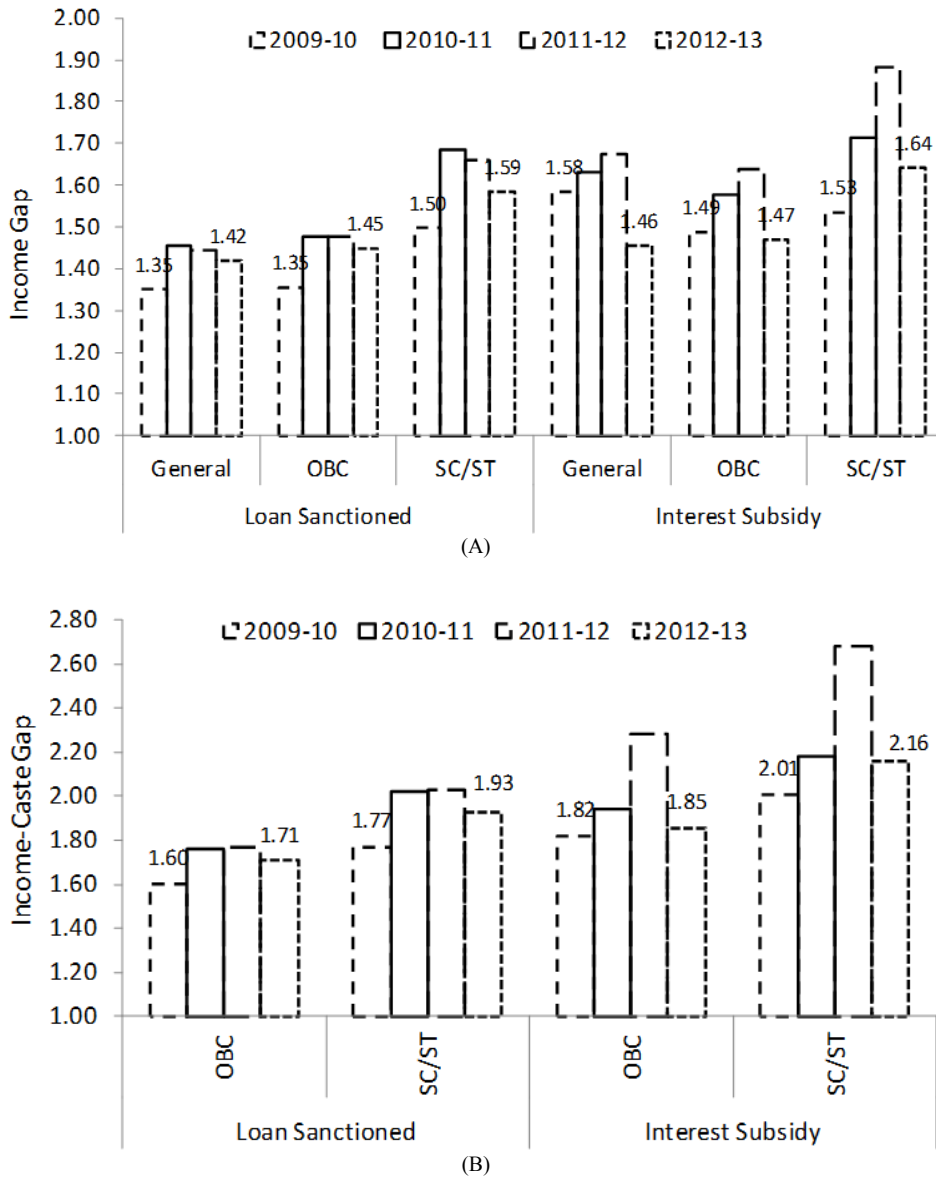 2009-10 2010-11 2011-12 2012-13
2.00
1.90
1.80
1.70
1.60
1.50
1.40
1.30
1.20
1.10
1.00
Income Gap
1.35 1.42 1.35 1.45 1.50 1.59 1.58 1.46 1.49 1.47 1.53 1.64
General OBC SC/ST General OBC SC/ST
Loan Sanctioned Interest Subsidy
(A)
2009-10 2010-11 2011-12 2012-13
2.80
2.60
2.40
2.20
2.00
1.80
1.60
1.40
1.20
1.00
Income-Caste Gap
1.60 1.71 1.77 1.93 1.82 1.85 2.01 2.16
OBC SC/ST OBC SC/ST
Loan Sanctioned Interest Subsidy
(B)